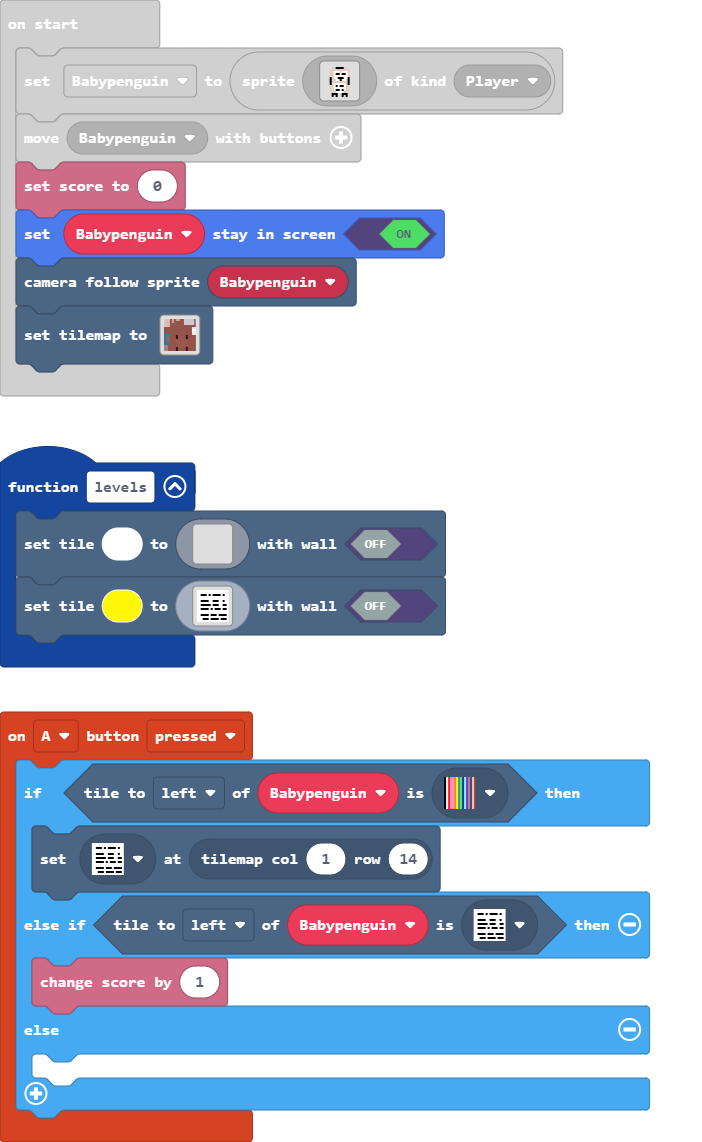 on start
set Babypenguin to sprite of kind Player
move Babypenguin with buttons
set score to 0
set Babypenguin stay in screen ON
camera follow sprite Babypenguin
set tilemap to
function levels
set tile to with wall OFF
set tile to with wall OFF
on A button pressed
if tile to left of Babypenguin is then
set at tilemap col 1 row 14
else if tile to left of Babypenguin is then
change score by 1
else